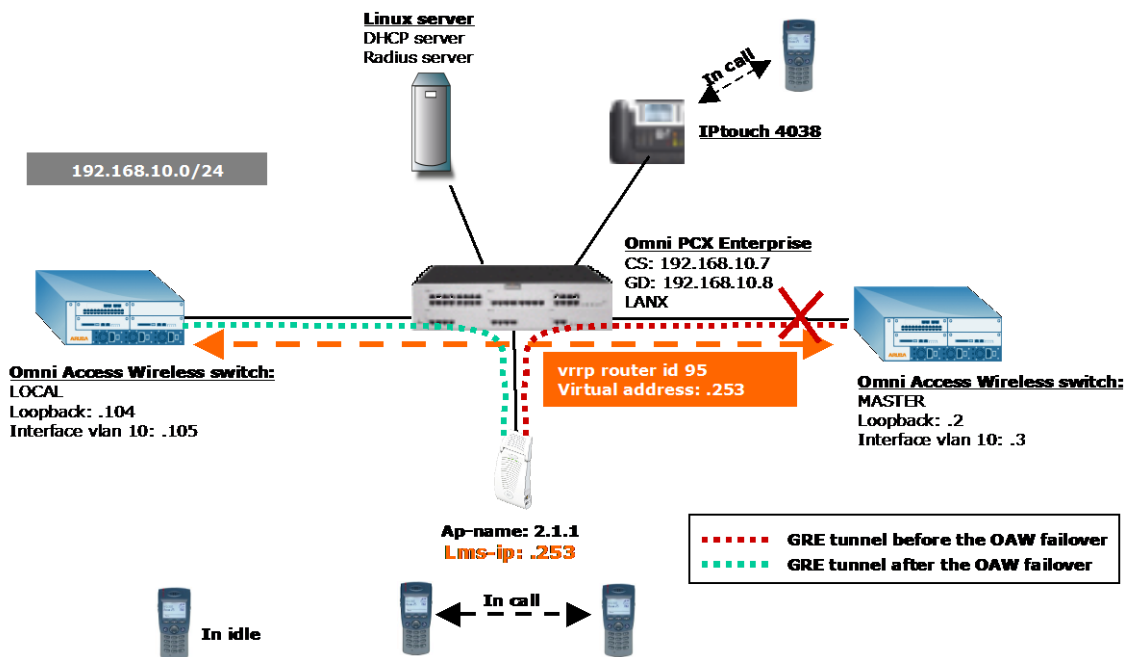 Linux server
DHCP server
Radius server
In call
IPtouch 4038
192.168.10.0/24
Omni PCX Enterprise
CS: 192.168.10.7
GD: 192.168.10.8
LANX
vrrp router id 95
Virtual address: .253
Omni Access Wireless switch:
LOCAL
Loopback: .104
Interface vlan 10: .105
Omni Access Wireless switch:
MASTER
Loopback: .2
Interface vlan 10: .3
Ap-name: 2.1.1
Lms-ip: .253
GRE tunnel before the OAW failover
GRE tunnel after the OAW failover
In idle
In call